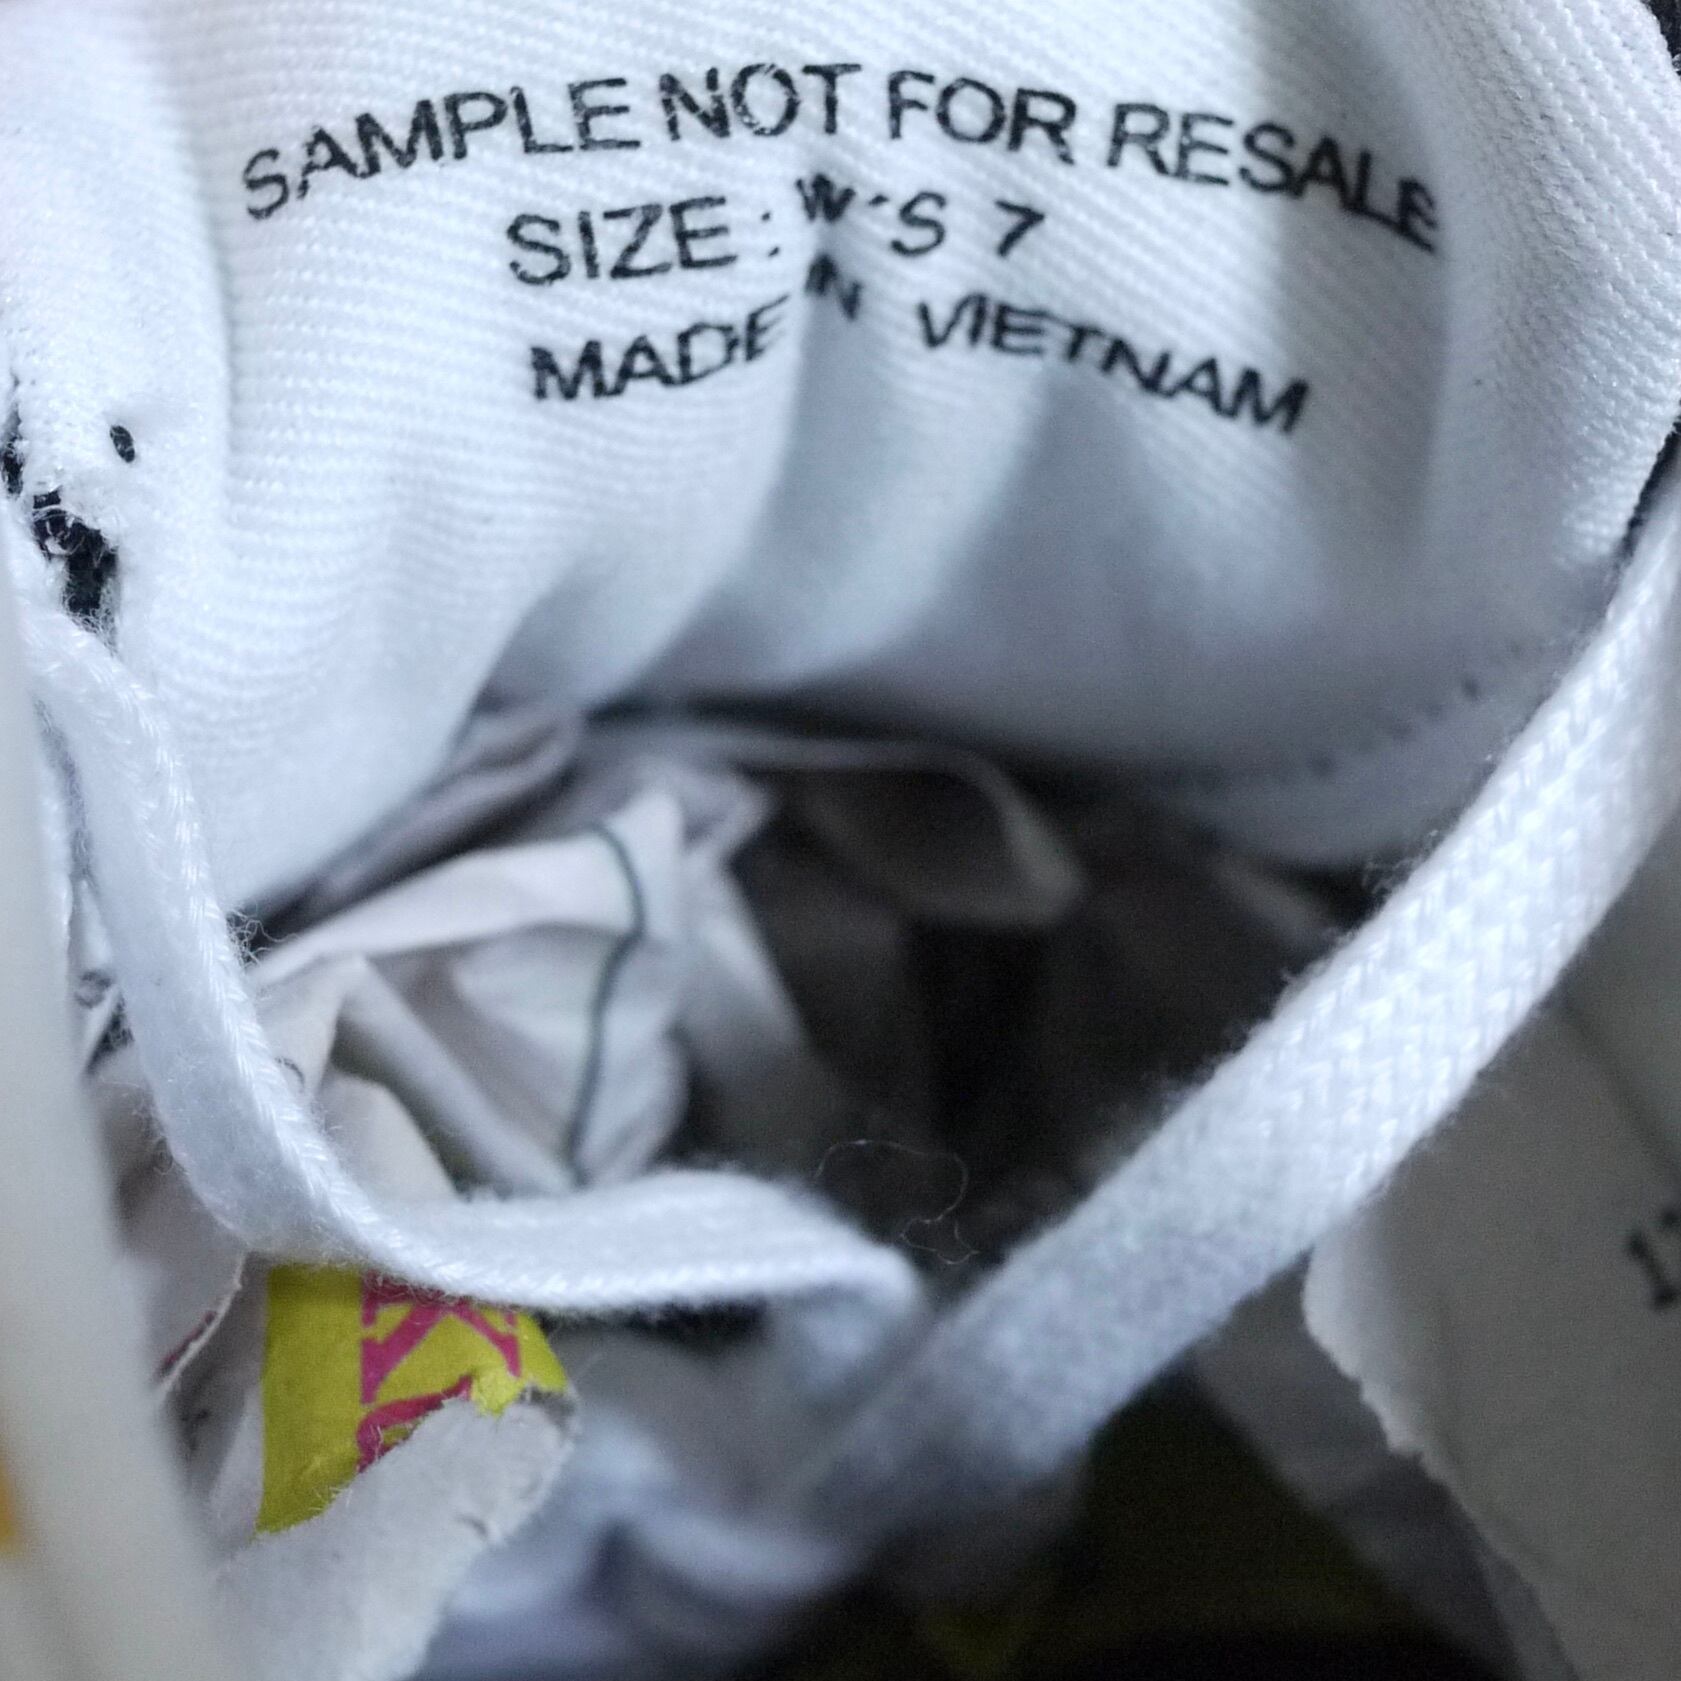 SAMPLE NOT FOR RESALE
SIZE: W'S 7
MADE IN VIETNAM